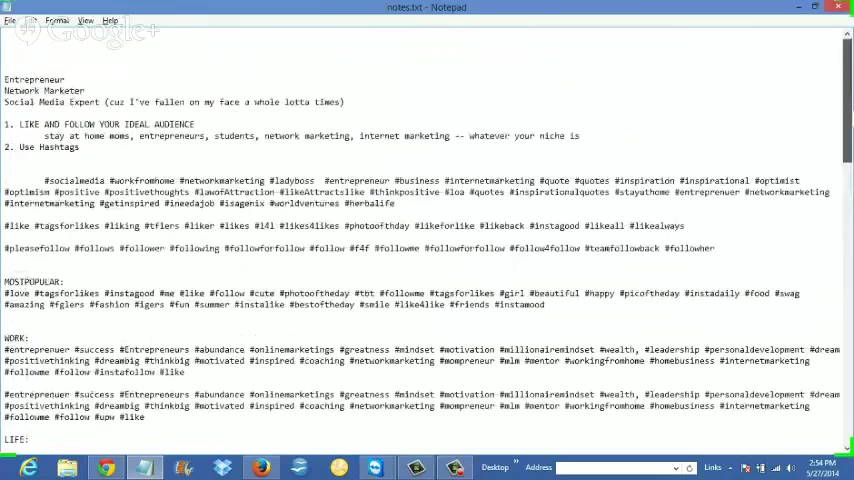 notes.txt - Notepad
File Edit Format View Help
Google+
Entrepreneur
Network Marketer
Social Media Expert (cuz I've fallen on my face a whole lotta times)
1. LIKE AND FOLLOW YOUR IDEAL AUDIENCE
stay at home moms, entrepreneurs, students, network marketing, internet marketing -- whatever your niche is
2. Use Hashtags
#socialmedia #workfromhome #networkmarketing #ladyboss #entrepreneur #business #internetmarketing #quote #quotes #inspiration #inspirational #optimist
#optimism #positive #positivethoughts #lawofAttraction #likeAttractslike #thinkpositive #loa #quotes #inspirationalquotes #stayathome #entrepreneur #networkmarketing
#internetmarketing #getinspired #ineedajob #isagenix #worldventures #herbalife
#like #tagsforlikes #liking #tflers #liker #likes #l4l #likes4likes #photooftheday #likeforlike #likeback #instagood #likeall #likealways
#pleasefollow #follows #follower #following #followforfollow #follow #f4f #followme #followforfollow #follow4follow #teamfollowback #followher
MOSTPOPULAR:
#love #tagsforlikes #instagood #me #like #follow #cute #photooftheday #tbt #followme #tagsforlikes #girl #beautiful #happy #picoftheday #instadaily #food #swag
#amazing #fglers #fashion #igers #fun #summer #instalike #bestoftheday #smile #like4like #friends #instamood
WORK:
#entreprenuer #success #Entrepreneurs #abundance #onlinemarketings #greatness #mindset #motivation #millionairemindset #wealth, #leadership #personaldevelopment #dream
#positivethinking #dreambig #thinkbig #motivated #inspired #coaching #networkmarketing #mompreneur #mlm #mentor #workingfromhome #homebusiness #internetmarketing
#followme #follow #instafollow #like
#entreprenuer #success #Entrepreneurs #abundance #onlinemarketings #greatness #mindset #motivation #millionairemindset #wealth, #leadership #personaldevelopment #dream
#positivethinking #dreambig #thinkbig #motivated #inspired #coaching #networkmarketing #mompreneur #mlm #mentor #workingfromhome #homebusiness #internetmarketing
#followme #follow #upw #like
LIFE:
Desktop » Address Links » 2:54 PM
5/27/2014